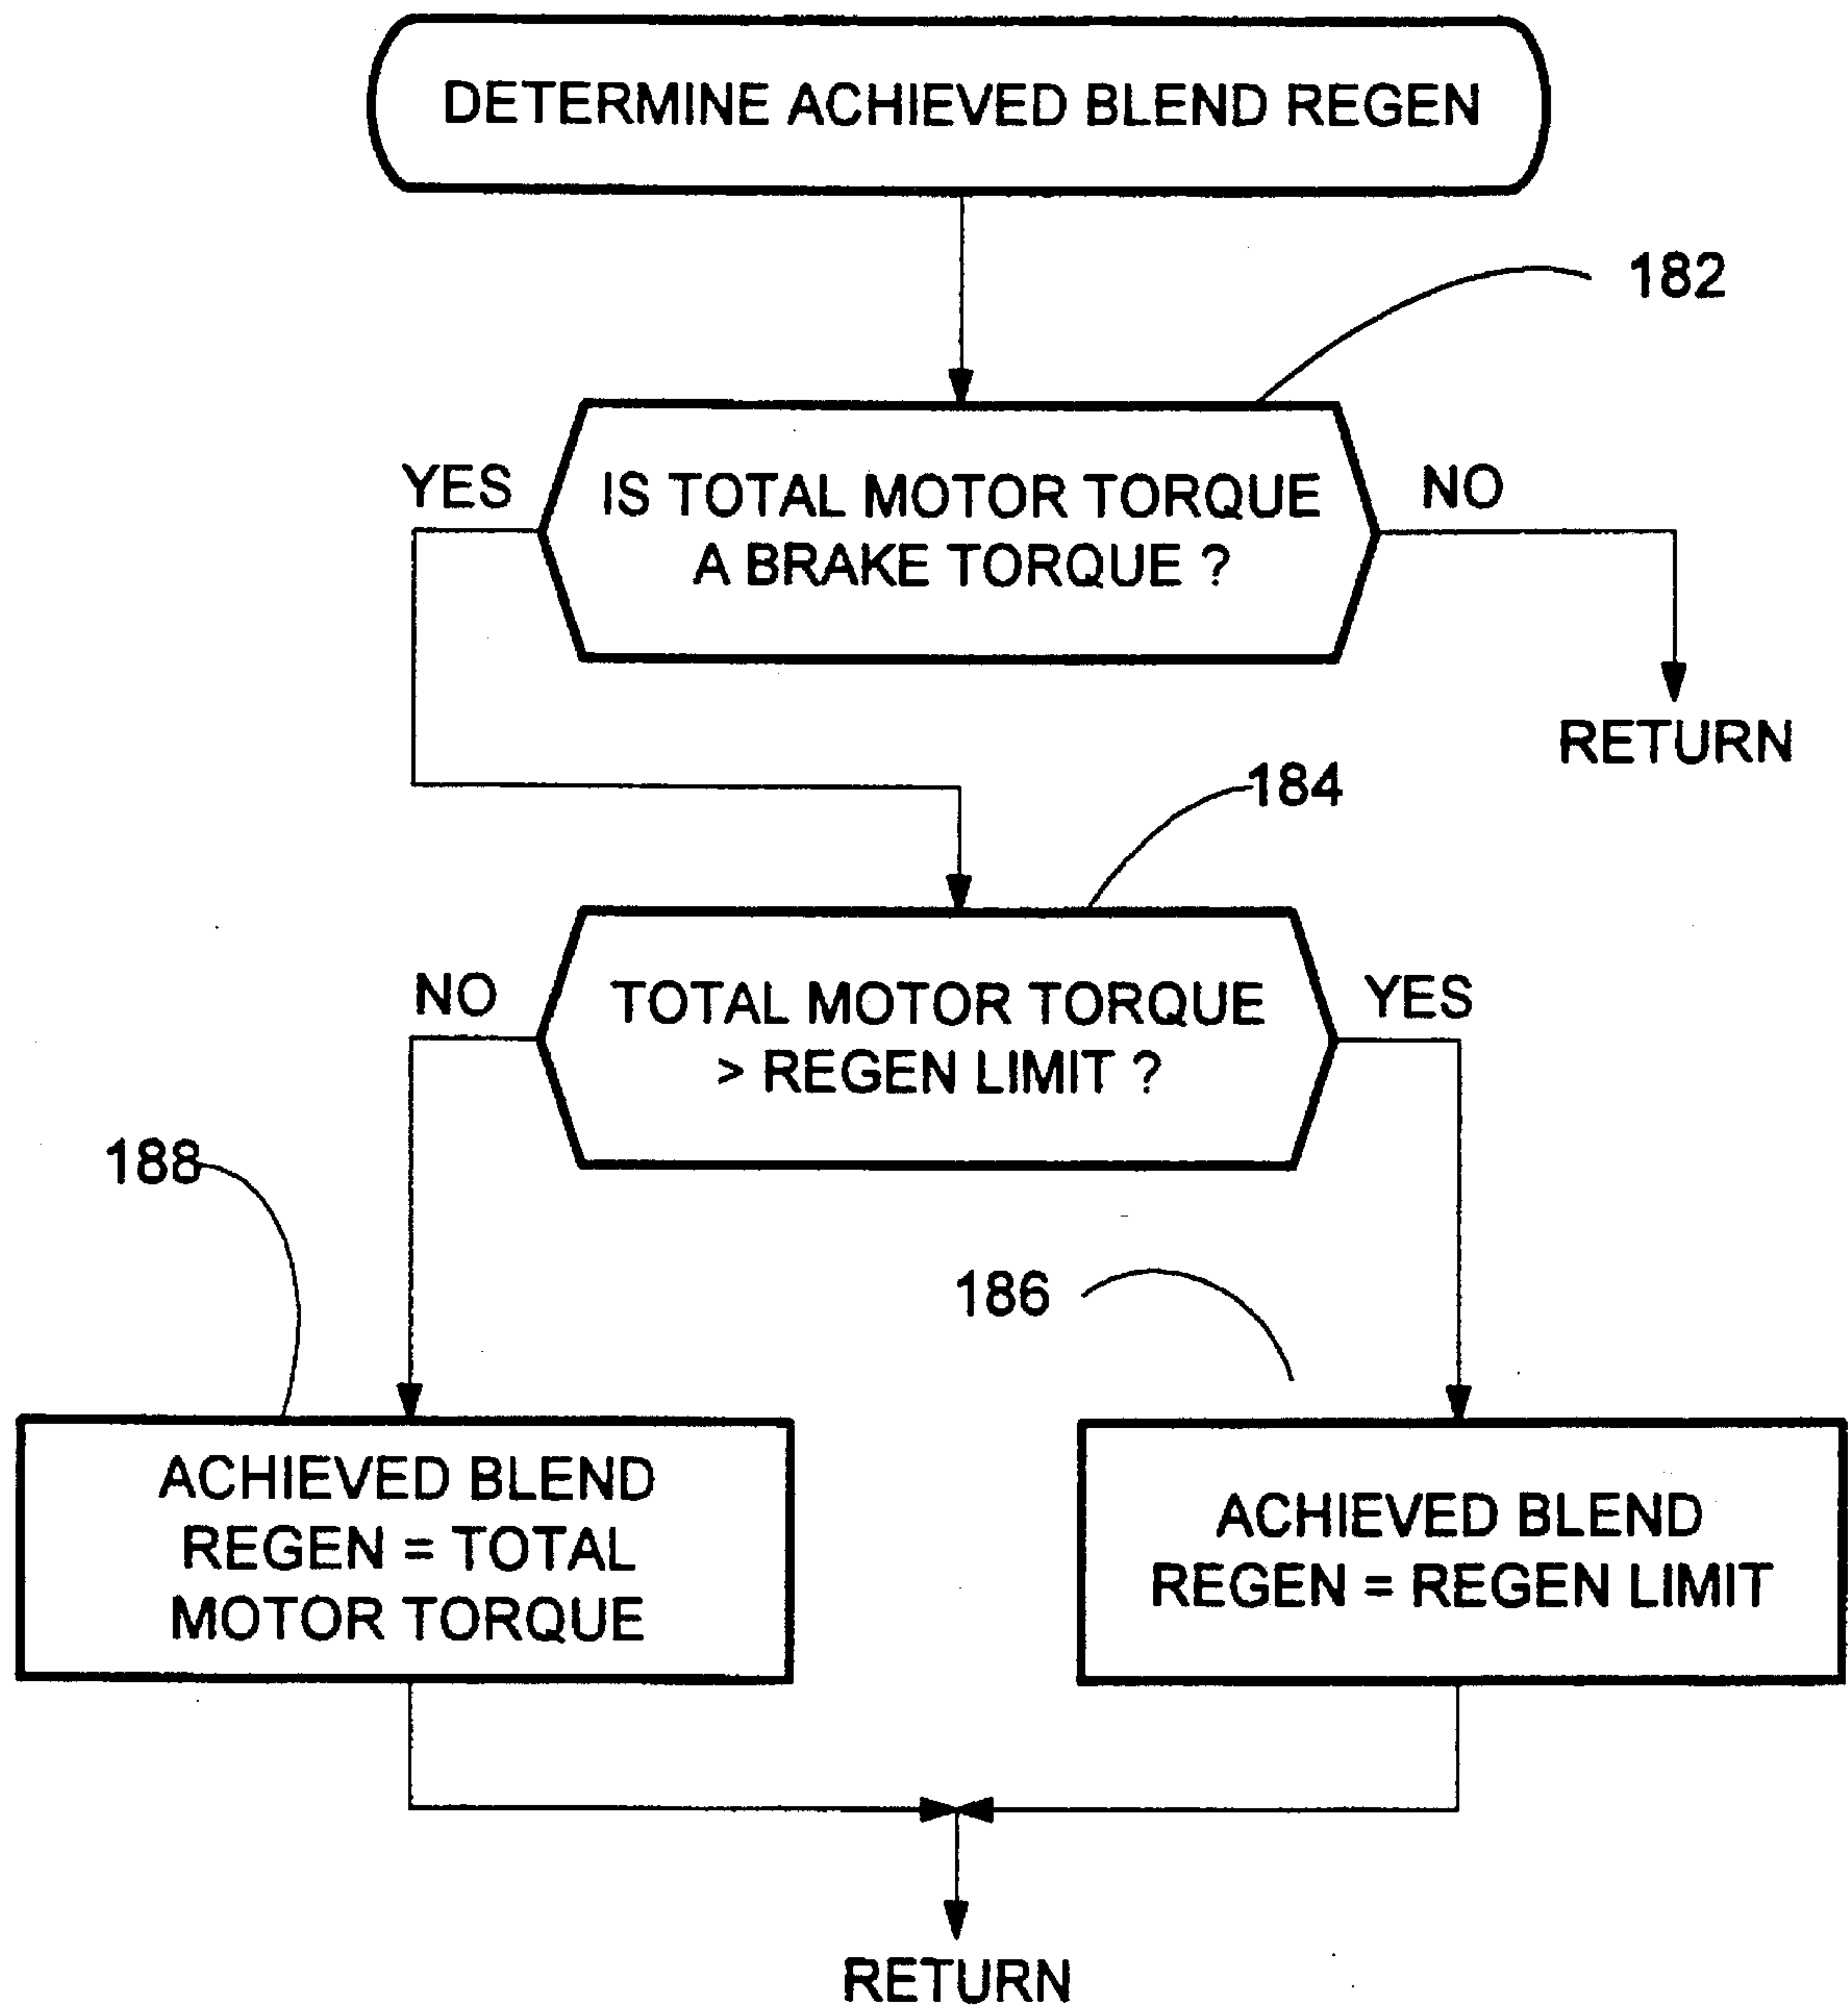 DETERMINE ACHIEVED BLEND REGEN
182
YES
IS TOTAL MOTOR TORQUE
A BRAKE TORQUE ?
NO
RETURN
184
NO
TOTAL MOTOR TORQUE
> REGEN LIMIT ?
YES
188
186
ACHIEVED BLEND
REGEN = TOTAL
MOTOR TORQUE
ACHIEVED BLEND
REGEN = REGEN LIMIT
RETURN